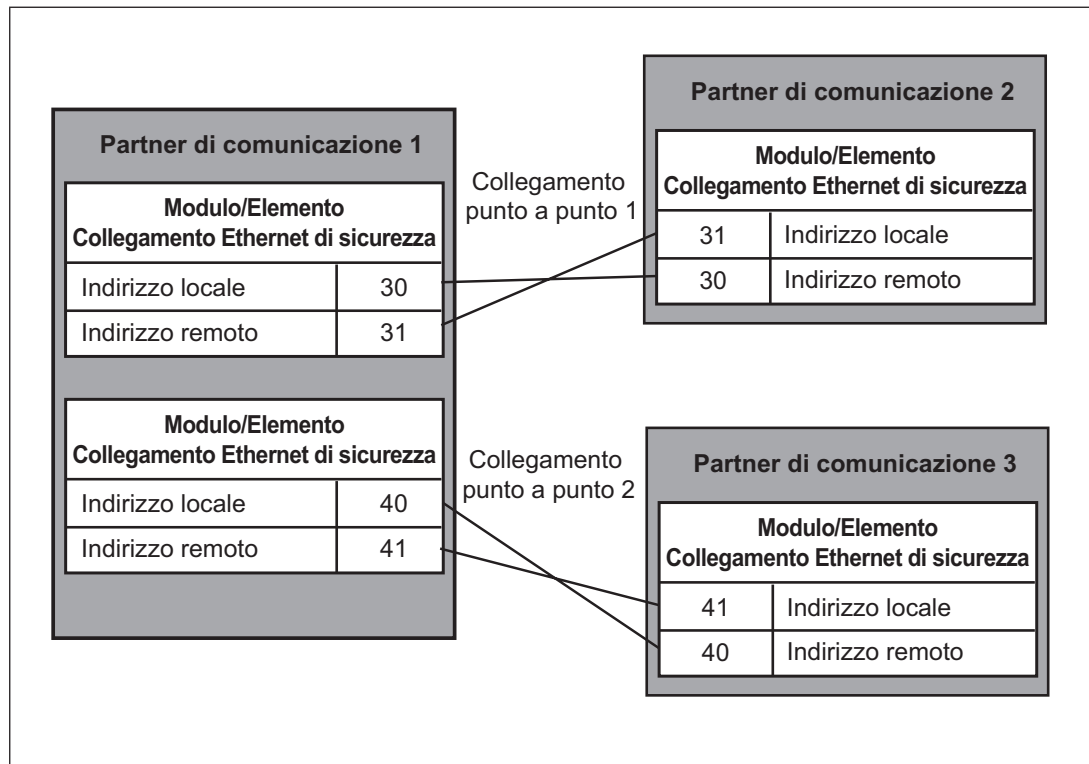 Partner di comunicazione 1
Modulo/Elemento
Collegamento Ethernet di sicurezza
Indirizzo locale 30
Indirizzo remoto 31
Modulo/Elemento
Collegamento Ethernet di sicurezza
Indirizzo locale 40
Indirizzo remoto 41
Collegamento
punto a punto 1
Collegamento
punto a punto 2
Partner di comunicazione 2
Modulo/Elemento
Collegamento Ethernet di sicurezza
31 Indirizzo locale
30 Indirizzo remoto
Partner di comunicazione 3
Modulo/Elemento
Collegamento Ethernet di sicurezza
41 Indirizzo locale
40 Indirizzo remoto